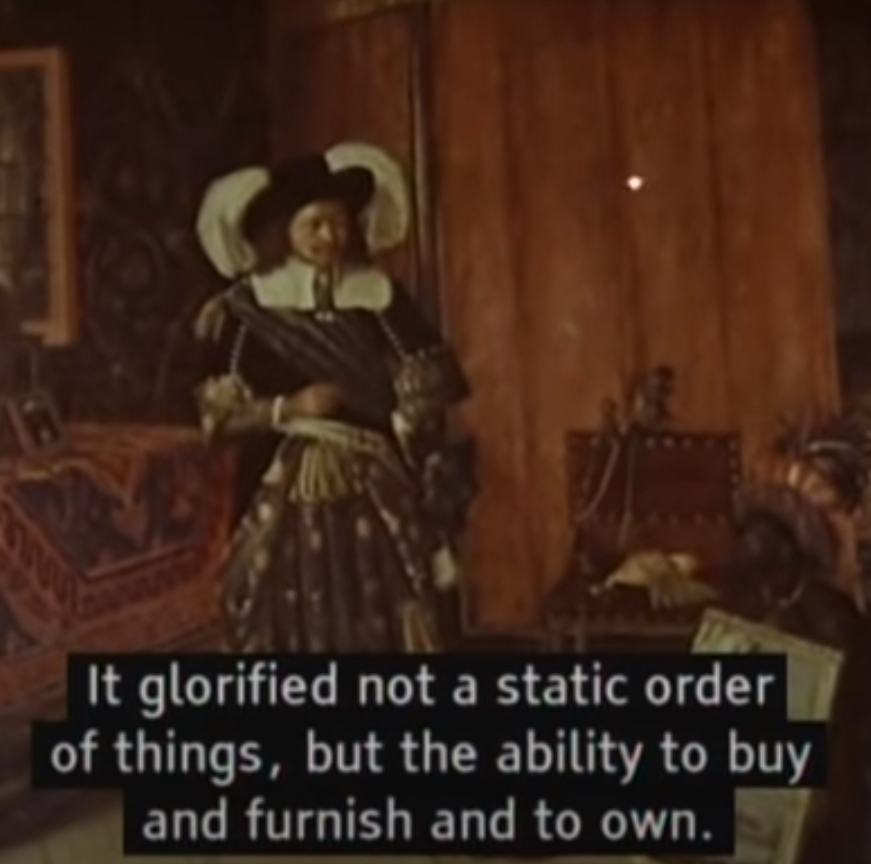 It glorified not a static order
of things, but the ability to buy
and furnish and to own.